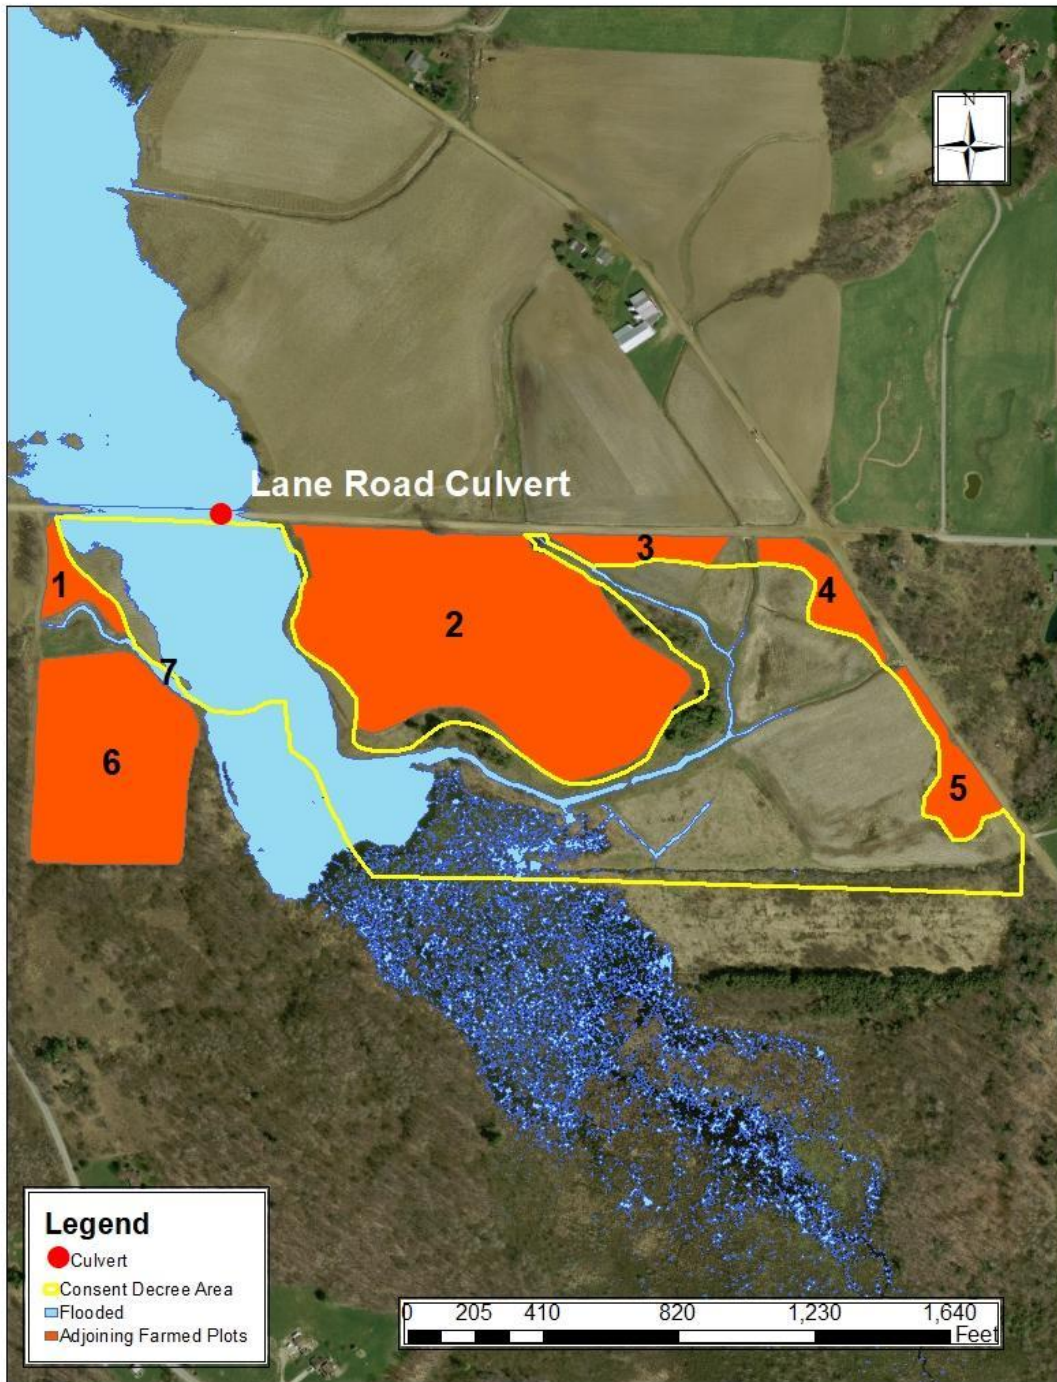 N
Lane Road Culvert
1
2
3
4
5
6
7
Legend
Culvert
Consent Decree Area
Flooded
Adjoining Farmed Plots
0 205 410 820 1,230 1,640
Feet